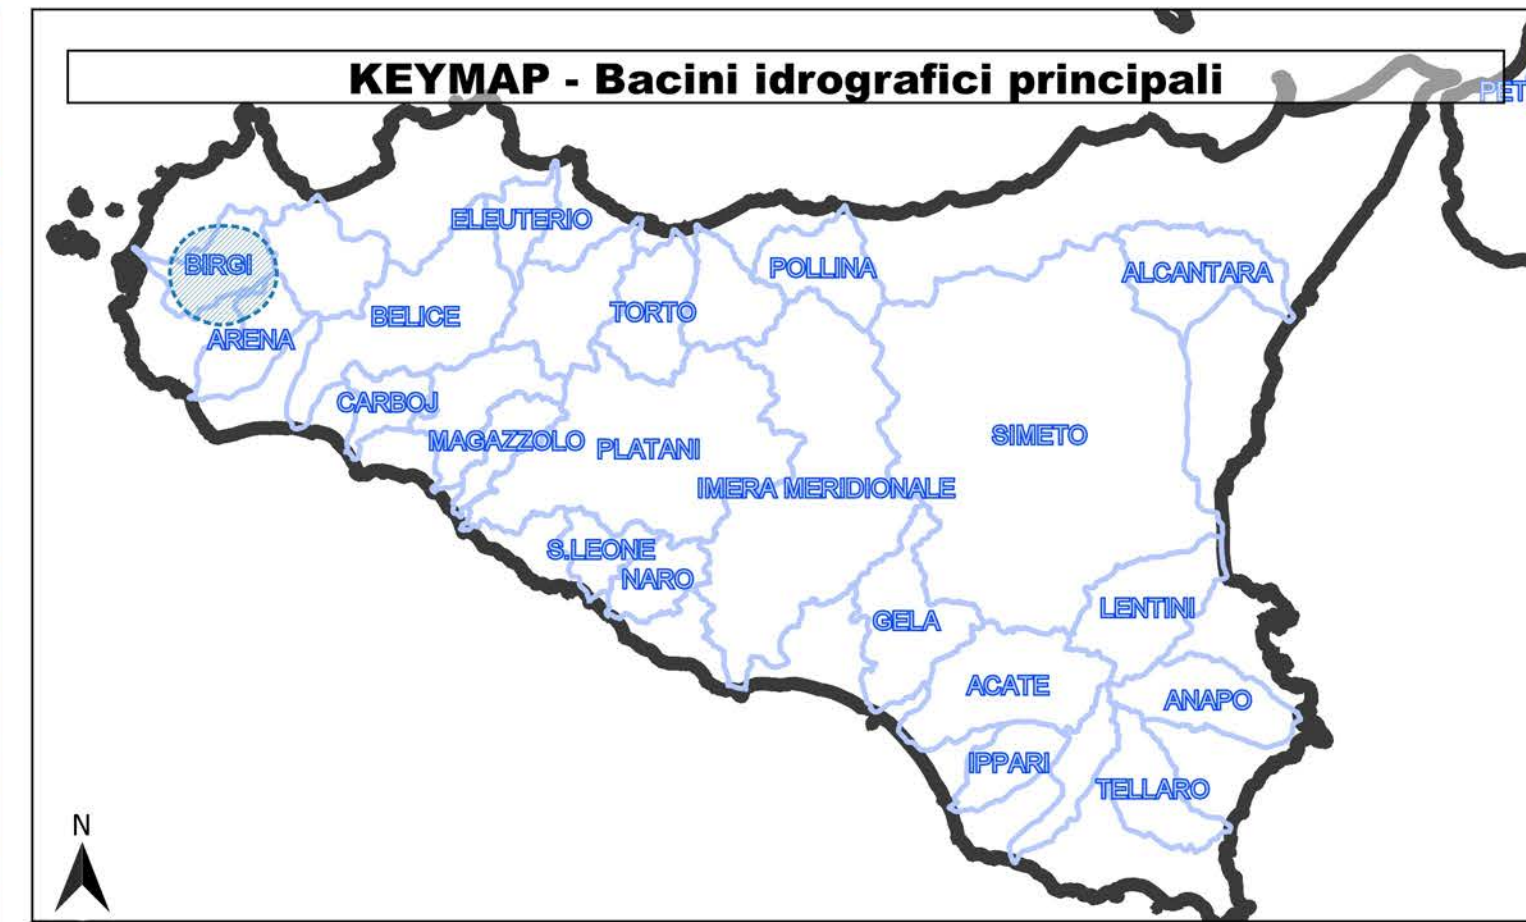 KEYMAP - Bacini idrografici principali
PET
ELEUTERIO
BIRGI
POLLINA
ALCANTARA
BELICE
TORTO
ARENA
CARBOJ
MAGAZZOLO
PLATANI
SIMETO
IMERA MERIDIONALE
S.LEONE
NARO
LENTINI
GELA
ACATE
ANAPO
IPPARI
TELLARO
N